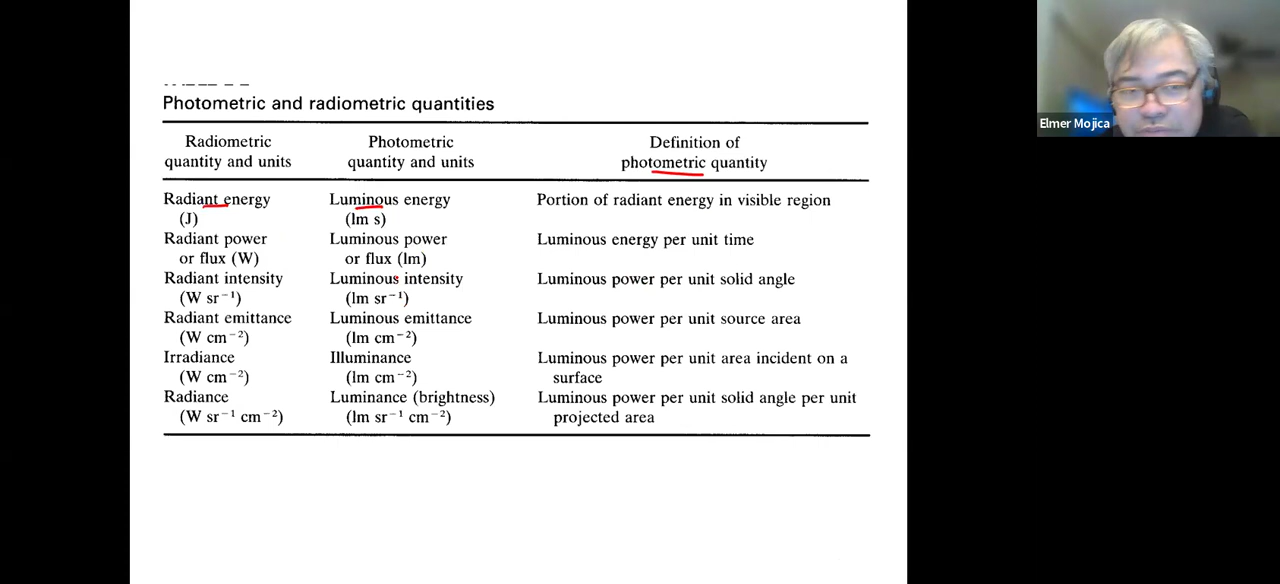 Photometric and radiometric quantities
Radiometric quantity and units
Photometric quantity and units
Definition of photometric quantity
Radiant energy (J)
Luminous energy (lm s)
Portion of radiant energy in visible region
Radiant power or flux (W)
Luminous power or flux (lm)
Luminous energy per unit time
Radiant intensity (W sr⁻¹)
Luminous intensity (lm sr⁻¹)
Luminous power per unit solid angle
Radiant emittance (W cm⁻²)
Luminous emittance (lm cm⁻²)
Luminous power per unit source area
Irradiance (W cm⁻²)
Illuminance (lm cm⁻²)
Luminous power per unit area incident on a surface
Radiance (W sr⁻¹ cm⁻²)
Luminance (brightness) (lm sr⁻¹ cm⁻²)
Luminous power per unit solid angle per unit projected area
Elmer Mojica